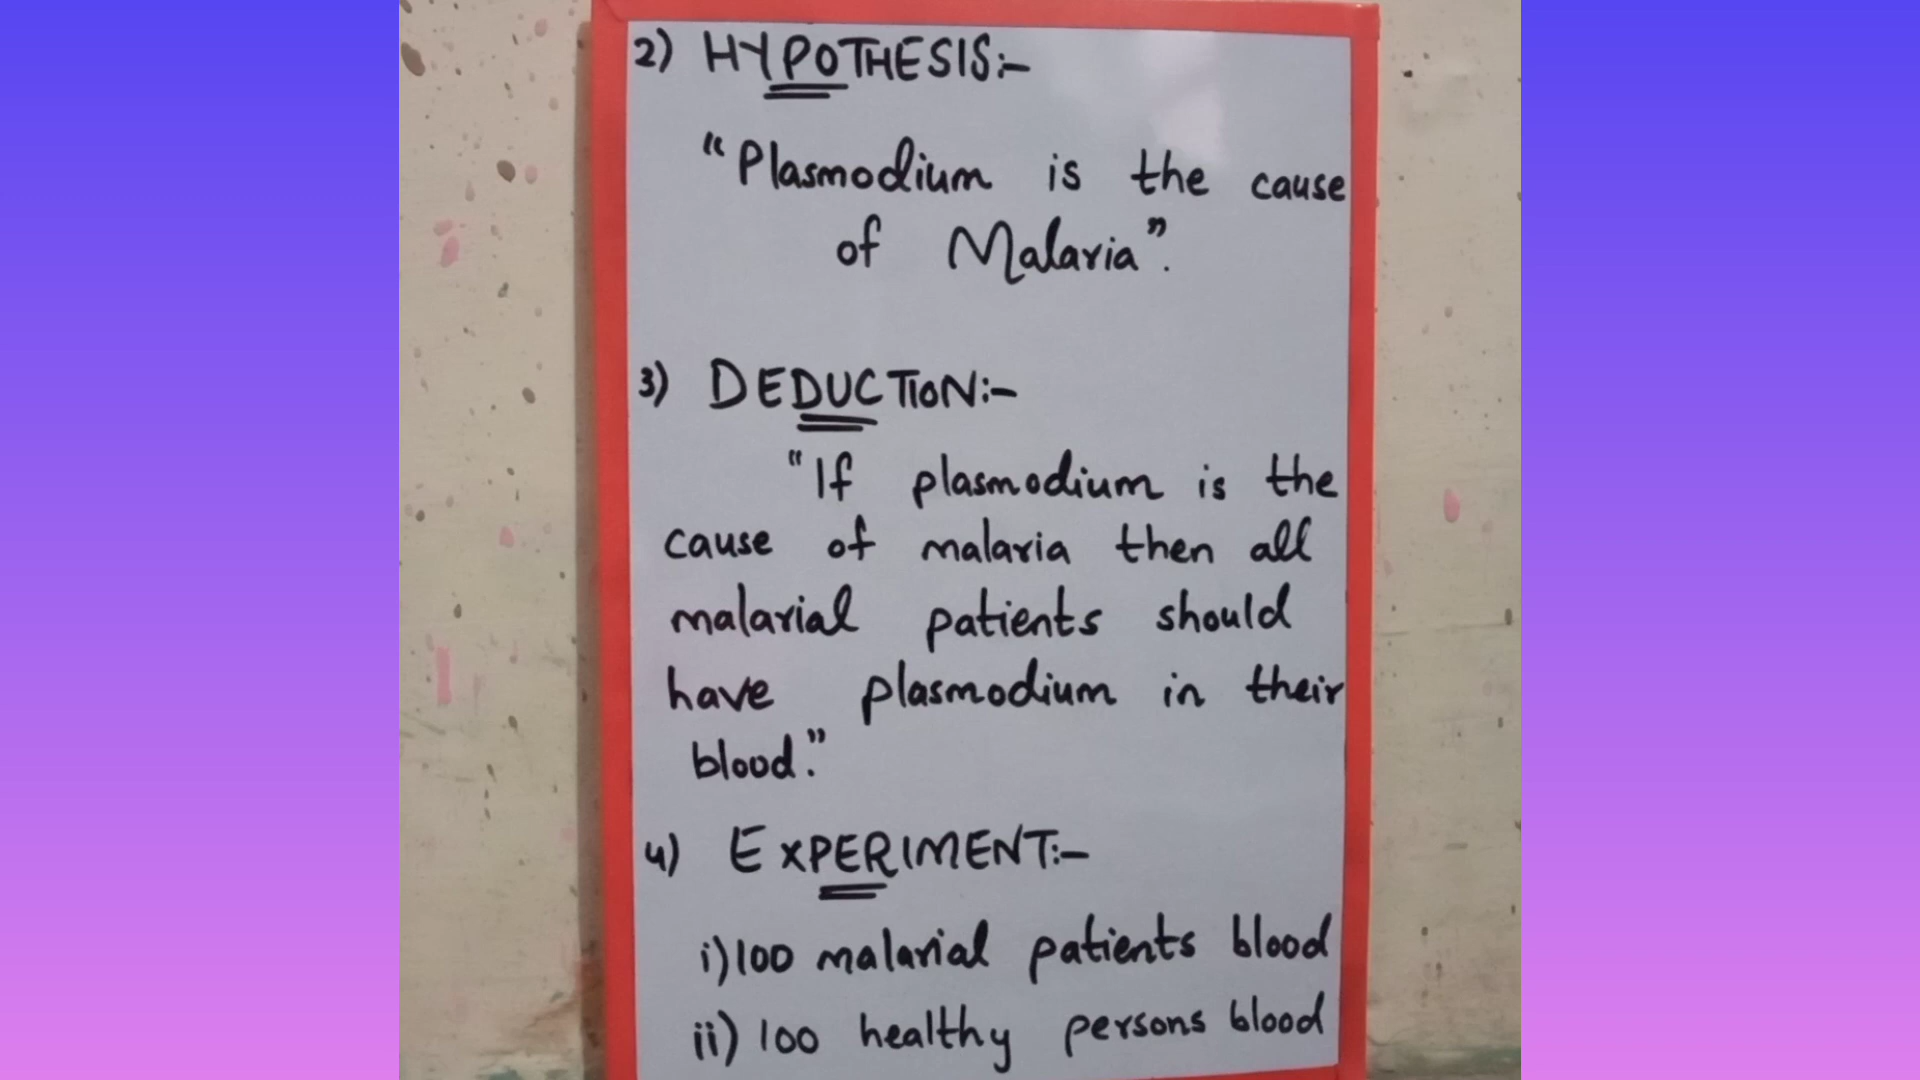 2) HYPOTHESIS:-
"Plasmodium is the cause
of Malaria".
3) DEDUCTION:-
"If plasmodium is the
cause of malaria then all
malarial patients should
have plasmodium in their
blood."
4) EXPERIMENT:-
i) 100 malarial patients blood
ii) 100 healthy persons blood